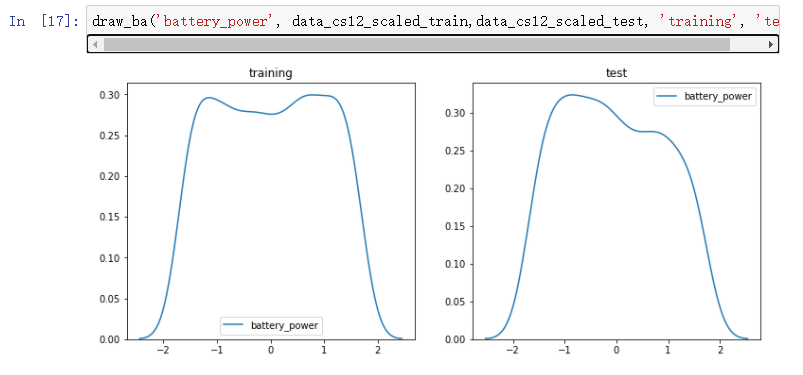 In [17]: draw_ba('battery_power', data_cs12_scaled_train,data_cs12_scaled_test, 'training', 'te
training
test
0.30
0.25
0.20
0.15
0.10
0.05
0.00
battery_power
-2 -1 0 1 2
0.30
0.25
0.20
0.15
0.10
0.05
0.00
battery_power
-2 -1 0 1 2